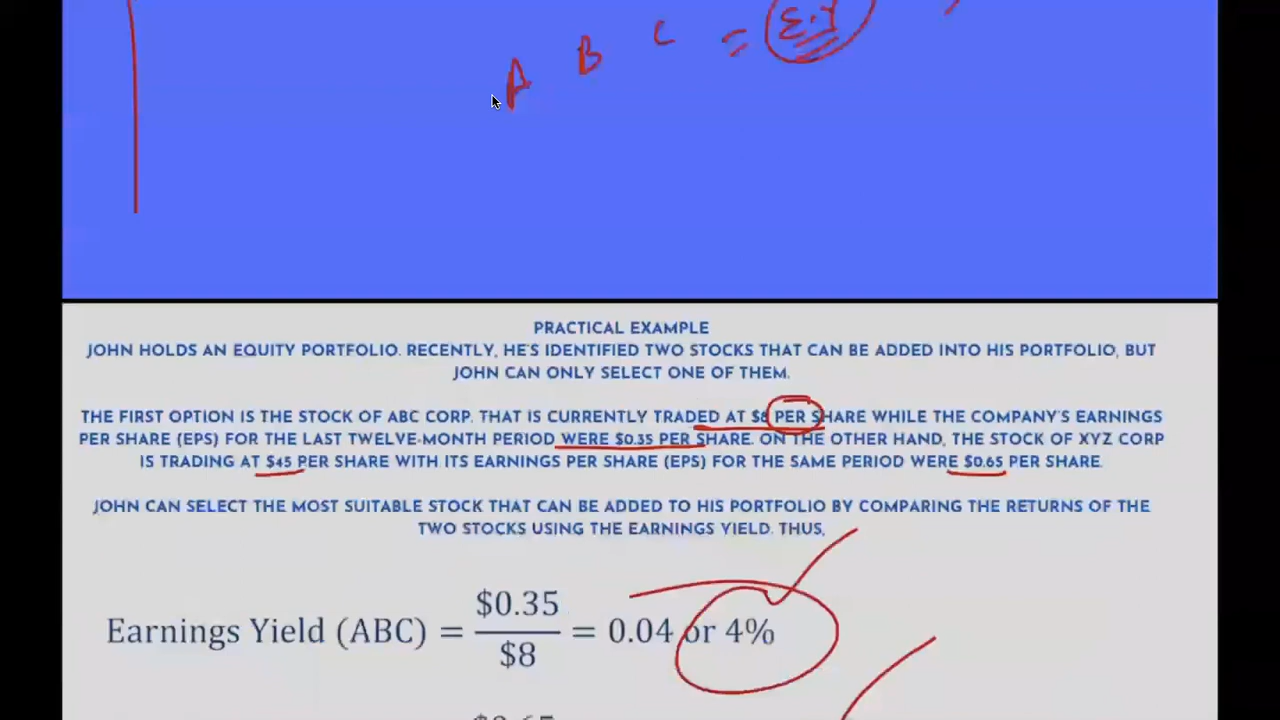 A B C = E.Y
PRACTICAL EXAMPLE
JOHN HOLDS AN EQUITY PORTFOLIO. RECENTLY, HE'S IDENTIFIED TWO STOCKS THAT CAN BE ADDED INTO HIS PORTFOLIO, BUT
JOHN CAN ONLY SELECT ONE OF THEM.
THE FIRST OPTION IS THE STOCK OF ABC CORP. THAT IS CURRENTLY TRADED AT $8 PER SHARE WHILE THE COMPANY'S EARNINGS
PER SHARE (EPS) FOR THE LAST TWELVE-MONTH PERIOD WERE $0.35 PER SHARE. ON THE OTHER HAND, THE STOCK OF XYZ CORP
IS TRADING AT $45 PER SHARE WITH ITS EARNINGS PER SHARE (EPS) FOR THE SAME PERIOD WERE $0.65 PER SHARE.
JOHN CAN SELECT THE MOST SUITABLE STOCK THAT CAN BE ADDED TO HIS PORTFOLIO BY COMPARING THE RETURNS OF THE
TWO STOCKS USING THE EARNINGS YIELD. THUS,
Earnings Yield (ABC) = $0.35 / $8 = 0.04 or 4%